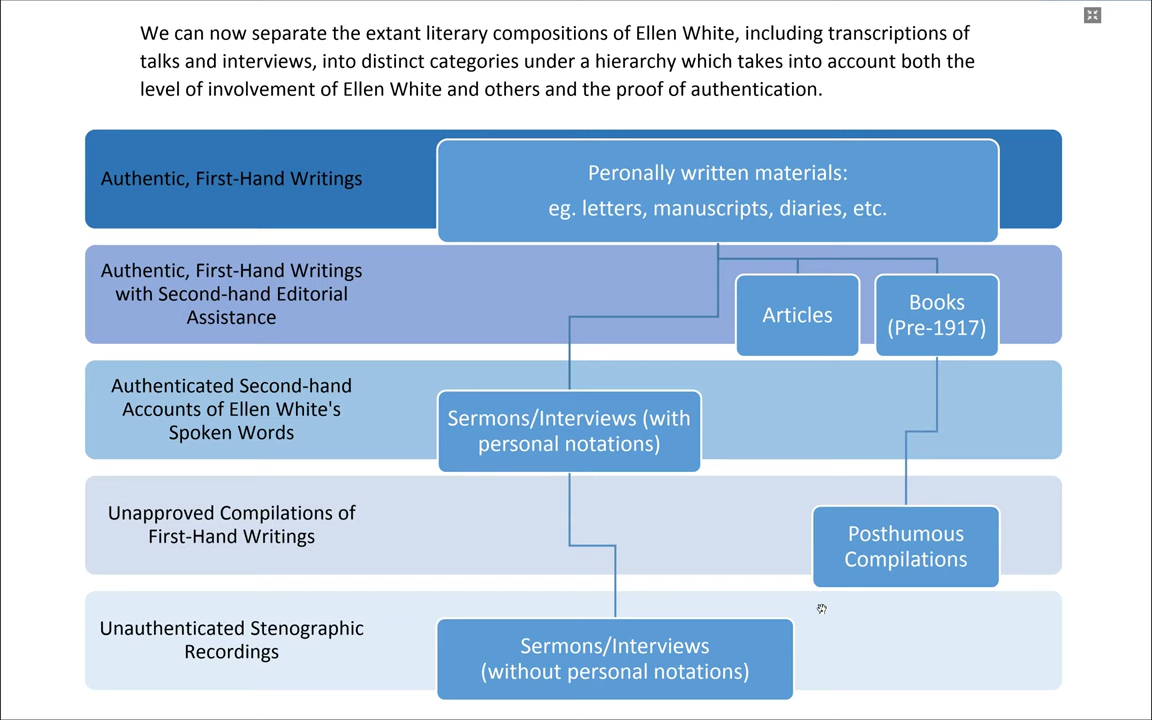 We can now separate the extant literary compositions of Ellen White, including transcriptions of
talks and interviews, into distinct categories under a hierarchy which takes into account both the
level of involvement of Ellen White and others and the proof of authentication.
Authentic, First-Hand Writings
Peronally written materials:
eg. letters, manuscripts, diaries, etc.
Authentic, First-Hand Writings
with Second-hand Editorial
Assistance
Articles
Books
(Pre-1917)
Authenticated Second-hand
Accounts of Ellen White's
Spoken Words
Sermons/Interviews (with
personal notations)
Unapproved Compilations of
First-Hand Writings
Posthumous
Compilations
Unauthenticated Stenographic
Recordings
Sermons/Interviews
(without personal notations)